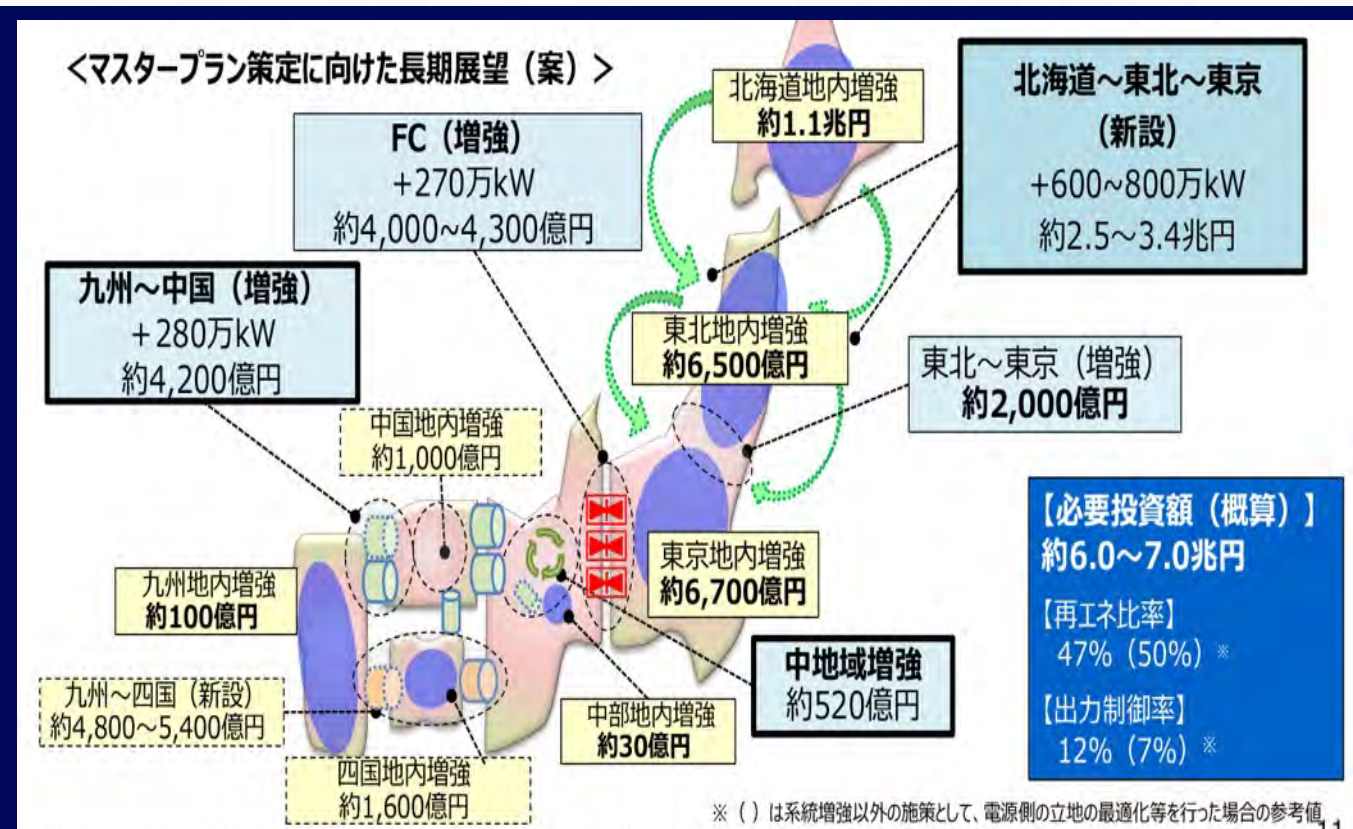 ＜マスタープラン策定に向けた長期展望（案）＞
北海道地内増強
約1.1兆円
北海道～東北～東京
（新設）
+600~800万kW
約2.5～3.4兆円
FC（増強）
+270万kW
約4,000~4,300億円
九州～中国（増強）
+280万kW
約4,200億円
東北地内増強
約6,500億円
東北～東京（増強）
約2,000億円
中国地内増強
約1,000億円
九州地内増強
約100億円
東京地内増強
約6,700億円
【必要投資額（概算）】
約6.0～7.0兆円
【再エネ比率】
47%（50%）※
【出力制御率】
12%（7%）※
中地域増強
約520億円
九州～四国（新設）
約4,800～5,400億円
中部地内増強
約30億円
四国地内増強
約1,600億円
※（ ）は系統増強以外の施策として、電源側の立地の最適化等を行った場合の参考値